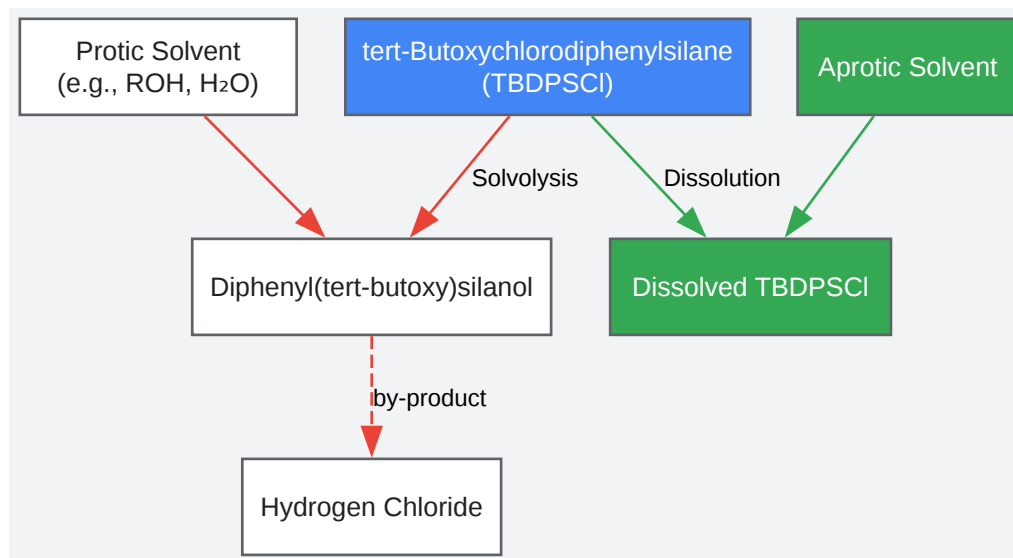 Protic Solvent
(e.g., ROH, H₂O)
tert-Butoxychlorodiphenylsilane
(TBDPSCl)
Aprotic Solvent
Solvolysis
Dissolution
Diphenyl(tert-butoxy)silanol
Dissolved TBDPSCl
by-product
Hydrogen Chloride